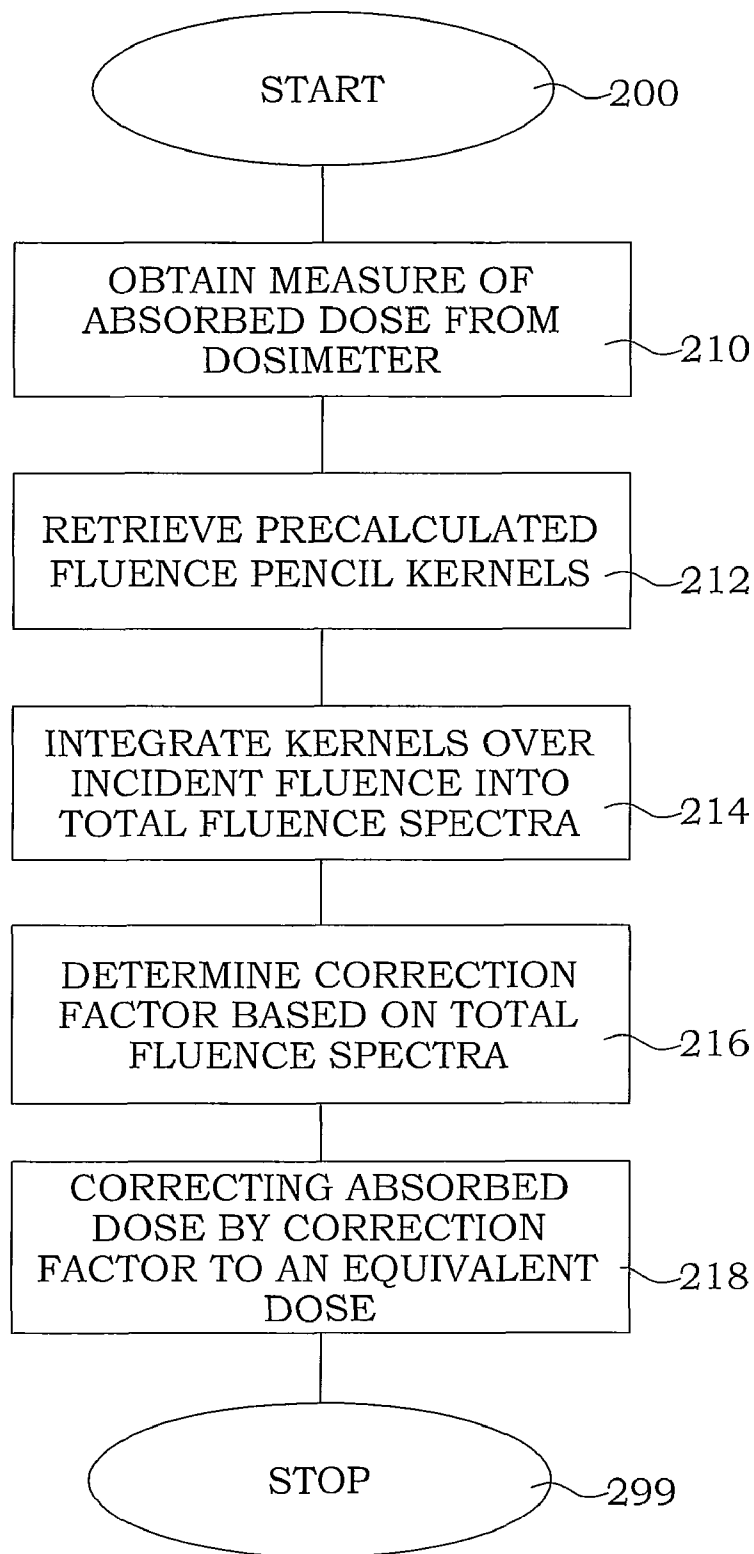 START
200
OBTAIN MEASURE OF
ABSORBED DOSE FROM
DOSIMETER
210
RETRIEVE PRECALCULATED
FLUENCE PENCIL KERNELS
212
INTEGRATE KERNELS OVER
INCIDENT FLUENCE INTO
TOTAL FLUENCE SPECTRA
214
DETERMINE CORRECTION
FACTOR BASED ON TOTAL
FLUENCE SPECTRA
216
CORRECTING ABSORBED
DOSE BY CORRECTION
FACTOR TO AN EQUIVALENT
DOSE
218
STOP
299